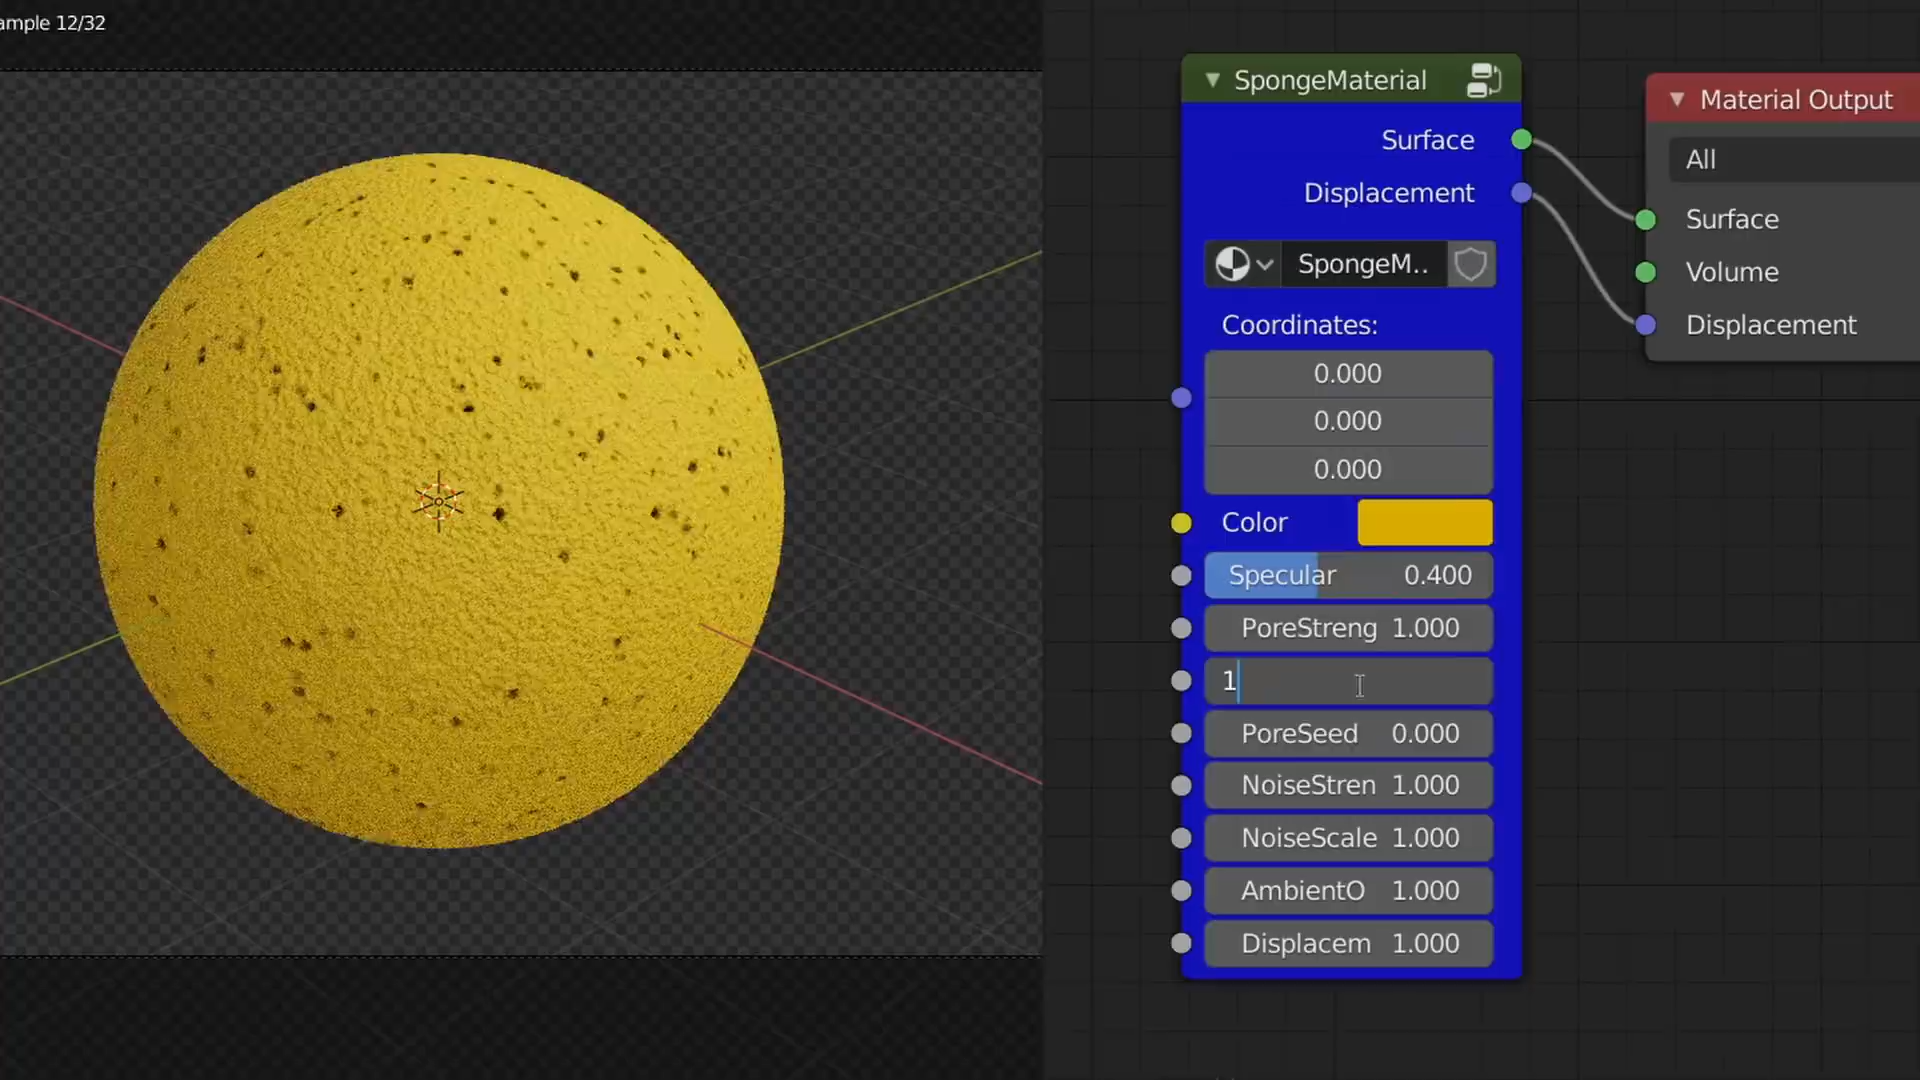 ample 12/32
SpongeMaterial
Surface
Displacement
SpongeM..
Coordinates:
0.000
0.000
0.000
Color
Specular 0.400
PoreStreng 1.000
1
PoreSeed 0.000
NoiseStren 1.000
NoiseScale 1.000
AmbientO 1.000
Displacem 1.000
Material Output
All
Surface
Volume
Displacement